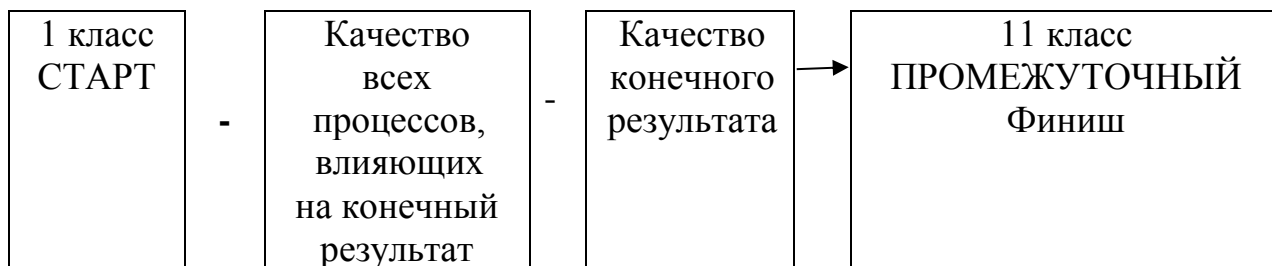 1 класс
СТАРТ
-
Качество
всех
процессов,
влияющих
на конечный
результат
-
Качество
конечного
результата
11 класс
ПРОМЕЖУТОЧНЫЙ
Финиш